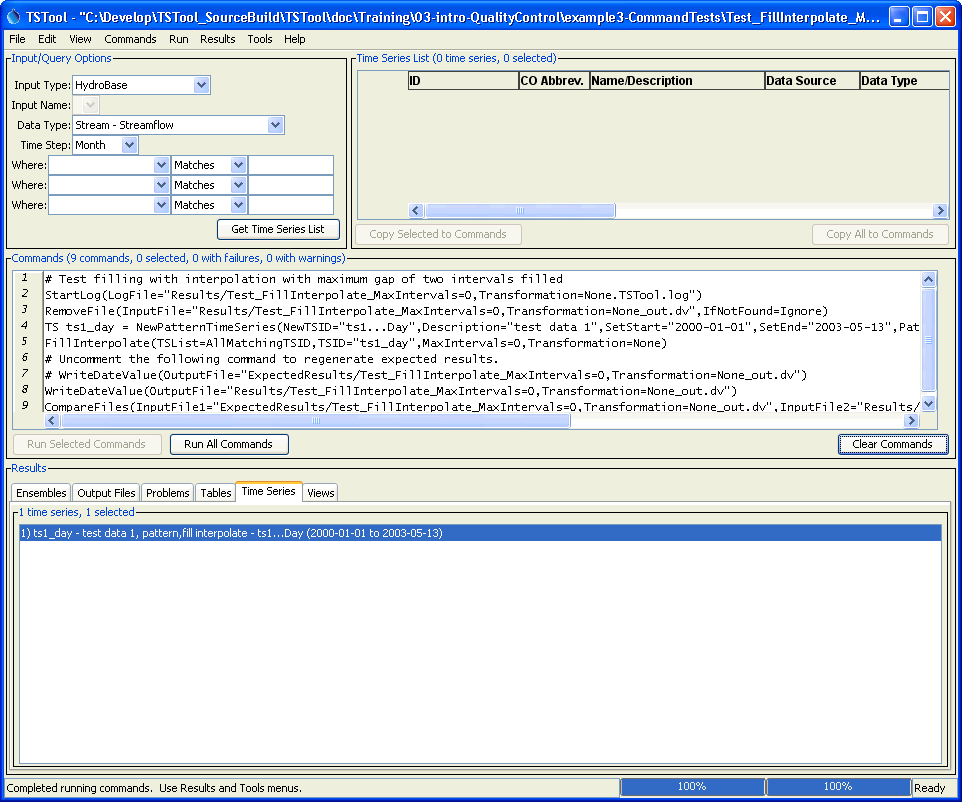 TSTool - "C:\Develop\TSTool_SourceBuild\TSTool\doc\Training\03-intro-QualityControl\example3-CommandTests\Test_FillInterpolate_M...
File Edit View Commands Run Results Tools Help
Input/Query Options
Input Type: HydroBase
Input Name:
Data Type: Stream - Streamflow
Time Step: Month
Where: Matches
Where: Matches
Where: Matches
Get Time Series List
Time Series List (0 time series, 0 selected)
ID CO Abbrev. Name/Description Data Source Data Type
Copy Selected to Commands Copy All to Commands
Commands (9 commands, 0 selected, 0 with failures, 0 with warnings)
1 # Test filling with interpolation with maximum gap of two intervals filled
2 StartLog(LogFile="Results/Test_FillInterpolate_MaxIntervals=0,Transformation=None.TSTool.log")
3 RemoveFile(InputFile="Results/Test_FillInterpolate_MaxIntervals=0,Transformation=None_out.dv",IfNotFound=Ignore)
4 TS ts1_day = NewPatternTimeSeries(NewTSID="ts1...Day",Description="test data 1",SetStart="2000-01-01",SetEnd="2003-05-13",Pat
5 FillInterpolate(TSList=AllMatchingTSID,TSID="ts1_day",MaxIntervals=0,Transformation=None)
6 # Uncomment the following command to regenerate expected results.
7 # WriteDateValue(OutputFile="ExpectedResults/Test_FillInterpolate_MaxIntervals=0,Transformation=None_out.dv")
8 WriteDateValue(OutputFile="Results/Test_FillInterpolate_MaxIntervals=0,Transformation=None_out.dv")
9 CompareFiles(InputFile1="ExpectedResults/Test_FillInterpolate_MaxIntervals=0,Transformation=None_out.dv",InputFile2="Results/
Run Selected Commands Run All Commands Clear Commands
Results
Ensembles Output Files Problems Tables Time Series Views
1 time series, 1 selected
1) ts1_day - test data 1, pattern,fill interpolate - ts1...Day (2000-01-01 to 2003-05-13)
Completed running commands. Use Results and Tools menus. 100% 100% Ready